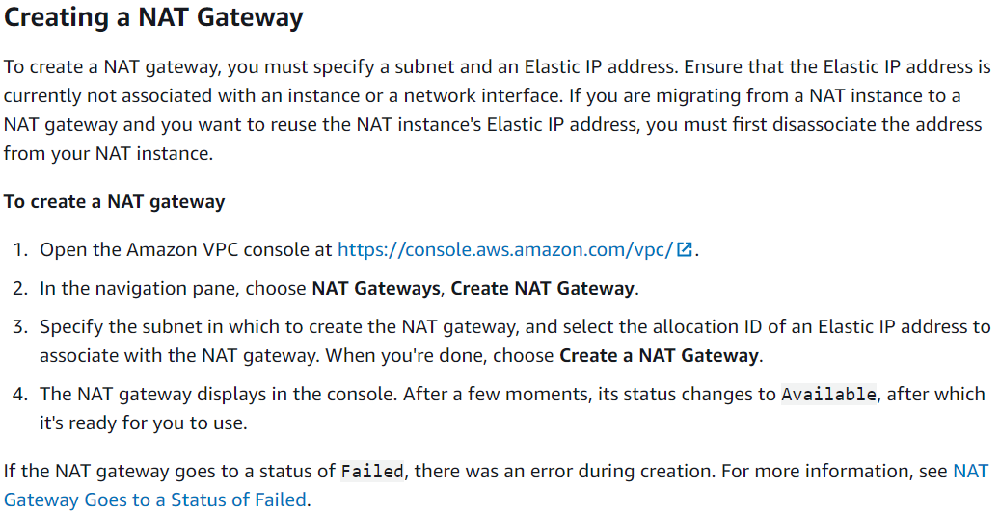 Creating a NAT Gateway
To create a NAT gateway, you must specify a subnet and an Elastic IP address. Ensure that the Elastic IP address is
currently not associated with an instance or a network interface. If you are migrating from a NAT instance to a
NAT gateway and you want to reuse the NAT instance's Elastic IP address, you must first disassociate the address
from your NAT instance.
To create a NAT gateway
1. Open the Amazon VPC console at https://console.aws.amazon.com/vpc/.
2. In the navigation pane, choose NAT Gateways, Create NAT Gateway.
3. Specify the subnet in which to create the NAT gateway, and select the allocation ID of an Elastic IP address to
associate with the NAT gateway. When you're done, choose Create a NAT Gateway.
4. The NAT gateway displays in the console. After a few moments, its status changes to Available, after which
it's ready for you to use.
If the NAT gateway goes to a status of Failed, there was an error during creation. For more information, see NAT
Gateway Goes to a Status of Failed.